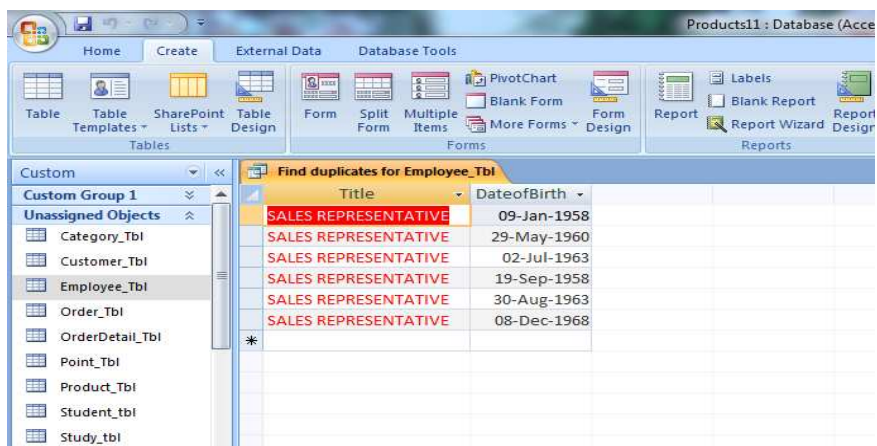 Products11 : Database (Acce
Home Create External Data Database Tools
Table
Table Templates
SharePoint Lists
Table Design
Tables
Form
Split Form
Multiple Items
PivotChart
Blank Form
More Forms
Form Design
Forms
Report
Labels
Blank Report
Report Wizard
Report Design
Reports
Custom
Custom Group 1
Unassigned Objects
Category_Tbl
Customer_Tbl
Employee_Tbl
Order_Tbl
OrderDetail_Tbl
Point_Tbl
Product_Tbl
Student_tbl
Study_tbl
Find duplicates for Employee_Tbl
Title DateofBirth
SALES REPRESENTATIVE 09-Jan-1958
SALES REPRESENTATIVE 29-May-1960
SALES REPRESENTATIVE 02-Jul-1963
SALES REPRESENTATIVE 19-Sep-1958
SALES REPRESENTATIVE 30-Aug-1963
SALES REPRESENTATIVE 08-Dec-1968